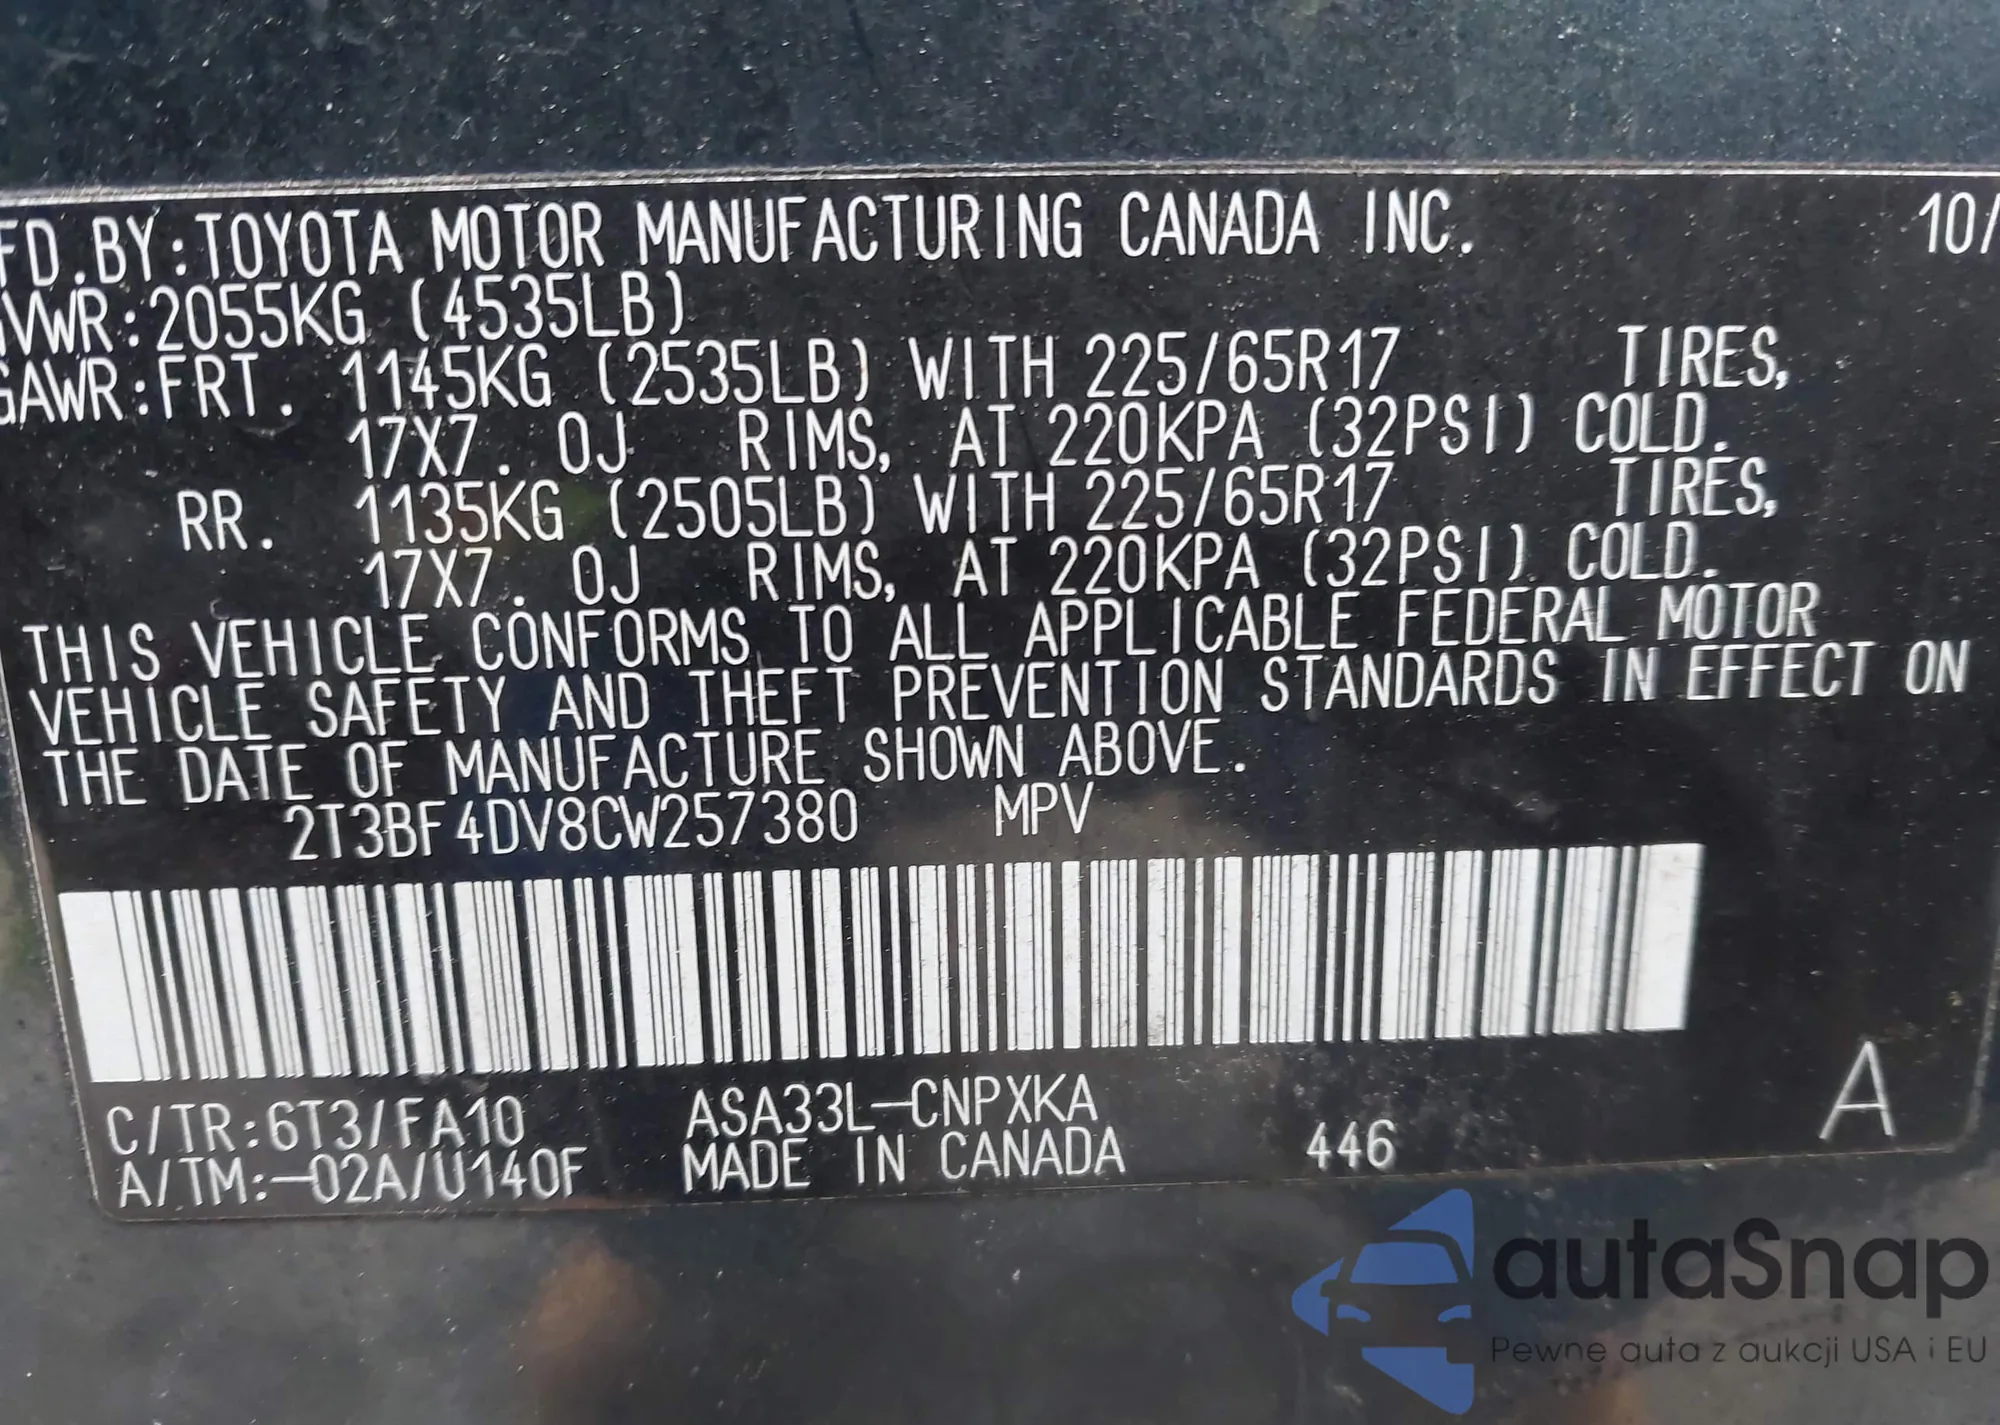 FD.BY:TOYOTA MOTOR MANUFACTURING CANADA INC. 10/
GVWR:2055KG (4535LB)
GAWR:FRT. 1145KG (2535LB) WITH 225/65R17 TIRES,
17X7.0J RIMS, AT 220KPA (32PSI) COLD.
RR. 1135KG (2505LB) WITH 225/65R17 TIRES,
17X7.0J RIMS, AT 220KPA (32PSI) COLD.
THIS VEHICLE CONFORMS TO ALL APPLICABLE FEDERAL MOTOR
VEHICLE SAFETY AND THEFT PREVENTION STANDARDS IN EFFECT ON
THE DATE OF MANUFACTURE SHOWN ABOVE.
2T3BF4DV8CW257380 MPV
C/TR:6T3/FA10 ASA33L-CNPXKA A
A/TM:-02A/U140F MADE IN CANADA 446
autaSnap
Pewne auta z aukcji USA i EU